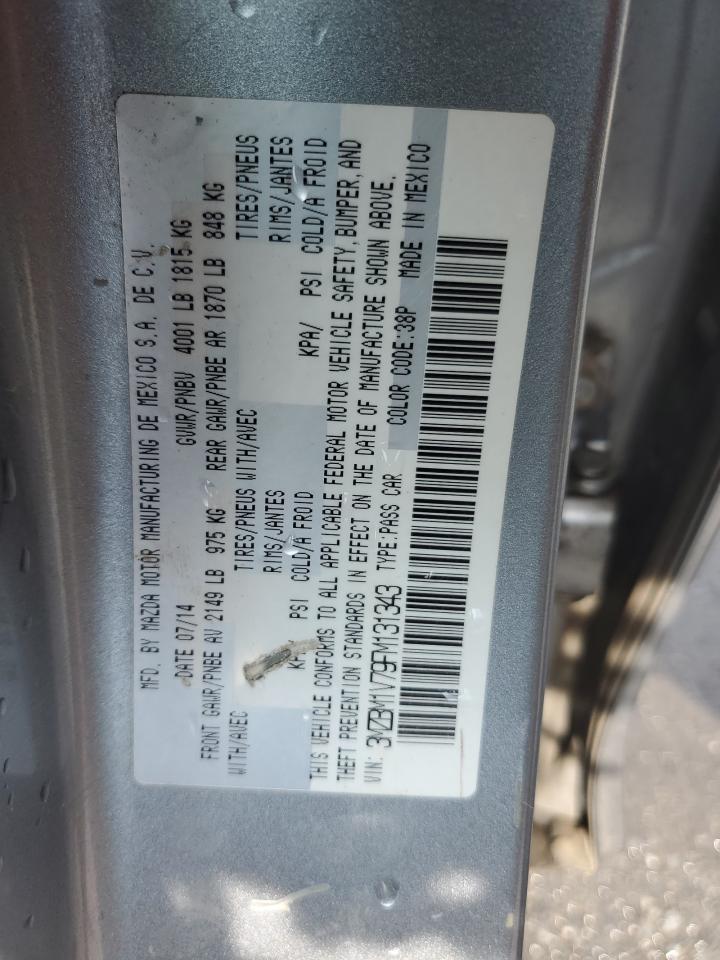 MFD. BY MAZDA MOTOR MANUFACTURING DE MEXICO S.A. DE C.V.
DATE 07/14 GVWR/PNBV 4001 LB 1815 KG
FRONT GAWR/PNBE AV 2149 LB 975 KG REAR GAWR/PNBE AR 1870 LB 848 KG
WITH/AVEC TIRES/PNEUS WITH/AVEC TIRES/PNEUS
RIMS/JANTES RIMS/JANTES
PSI COLD/A FROID KPA/ PSI COLD/A FROID
THIS VEHICLE CONFORMS TO ALL APPLICABLE FEDERAL MOTOR VEHICLE SAFETY, BUMPER, AND
THEFT PREVENTION STANDARDS IN EFFECT ON THE DATE OF MANUFACTURE SHOWN ABOVE.
VIN: 3MZBM1V79FM131343 TYPE:PASS CAR COLOR CODE:38P MADE IN MEXICO